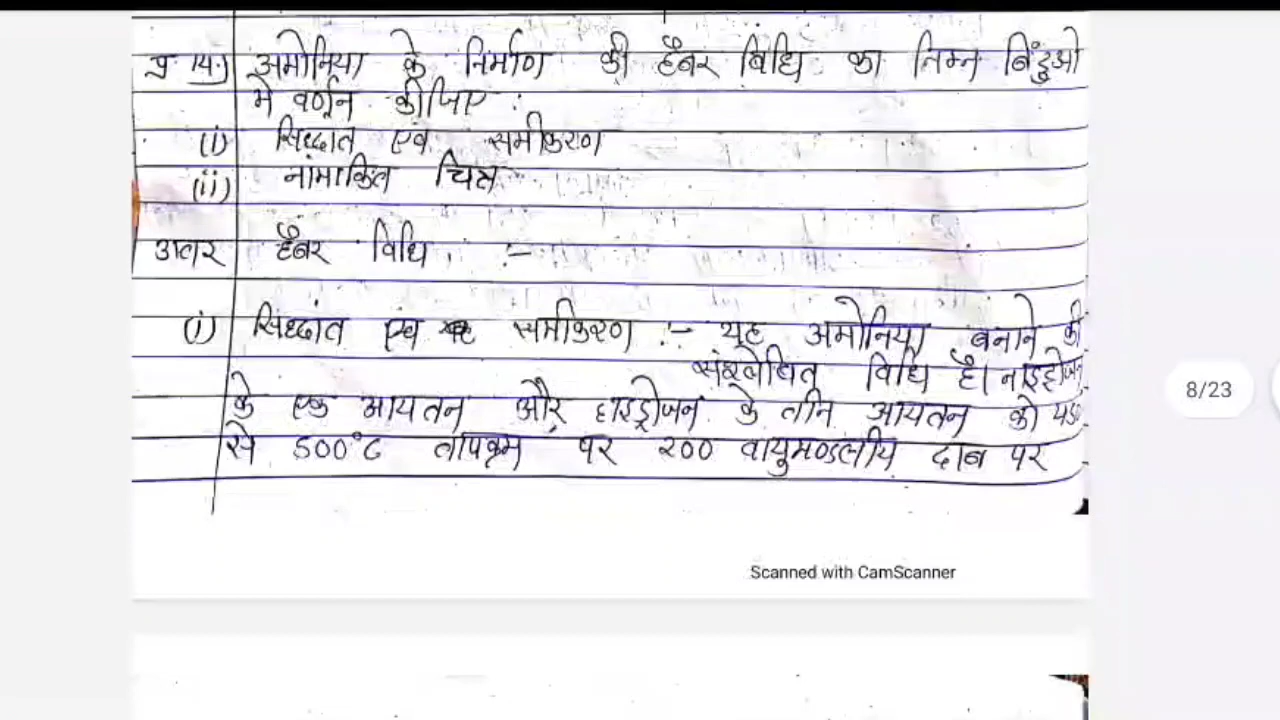 प्र 14.) अमोनिया के निर्माण की हैबर विधि का निम्न बिंदुओ
मे वर्णन कीजिए :
(i) सिध्दांत एवं समीकरण
(ii) नांमाकित चित्र
उत्तर हैबर विधि :-
(i) सिध्दांत एवं समीकरण :- यह अमोनिया बनाने की
संश्लेषित विधि है। नाइट्रोजन
के एक आयतन और हाइड्रोजन के तीन आयतन को
से 500°C तापक्रम पर 200 वायुमण्डलीय दाब पर
Scanned with CamScanner
8/23